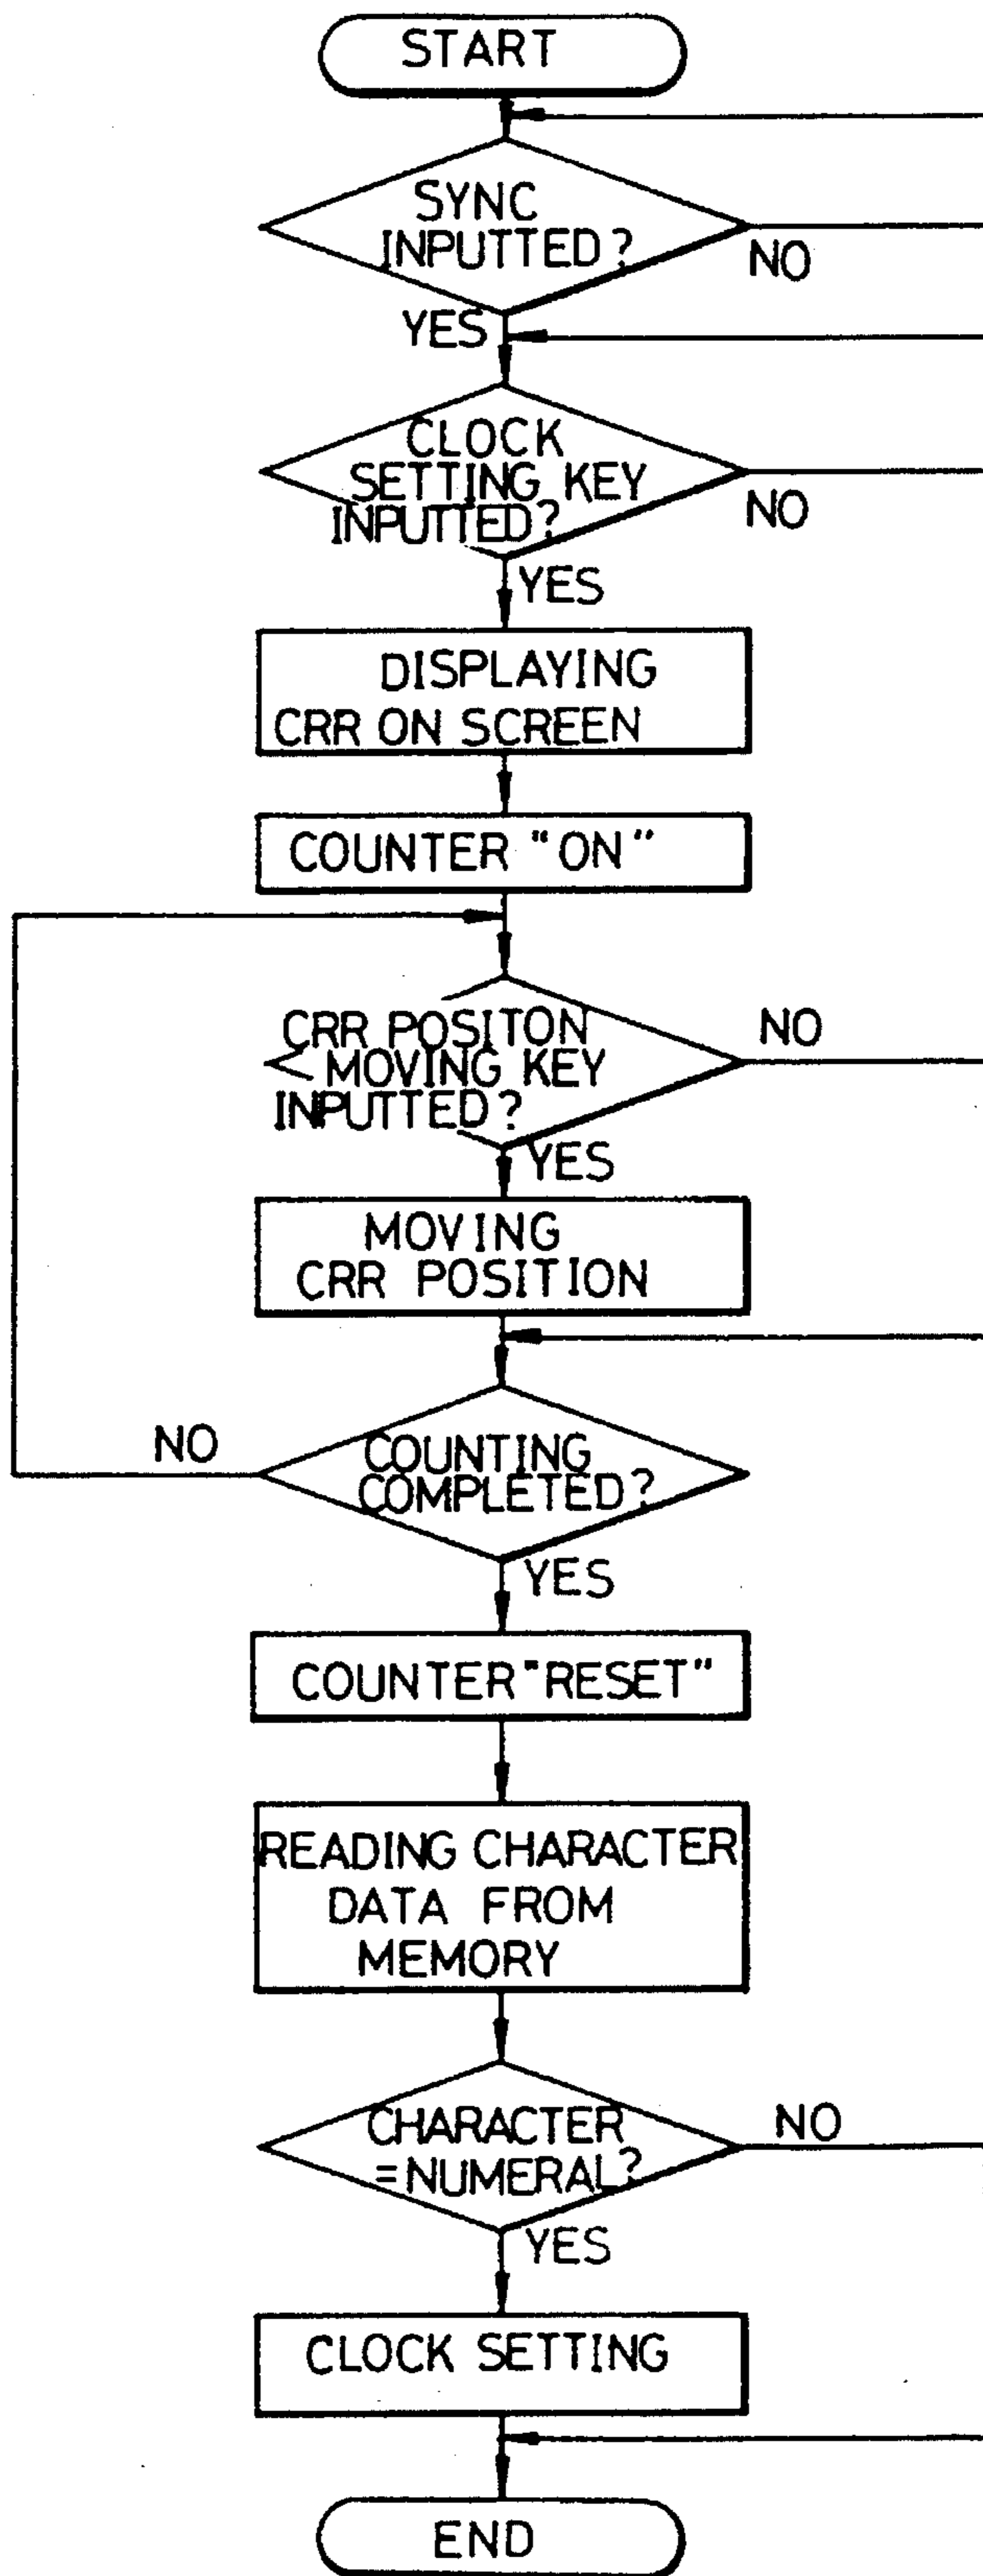 START
SYNC
INPUTTED?
NO
YES
CLOCK
SETTING KEY
INPUTTED?
NO
YES
DISPLAYING
CRR ON SCREEN
COUNTER "ON"
CRR POSITON
MOVING KEY
INPUTTED?
NO
YES
MOVING
CRR POSITION
NO
COUNTING
COMPLETED?
YES
COUNTER "RESET"
READING CHARACTER
DATA FROM
MEMORY
CHARACTER
=NUMERAL?
NO
YES
CLOCK SETTING
END